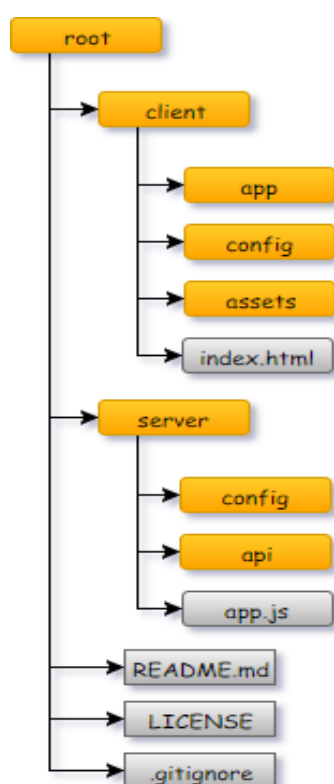 root
client
app
config
assets
index.html
server
config
api
app.js
README.md
LICENSE
.gitignore